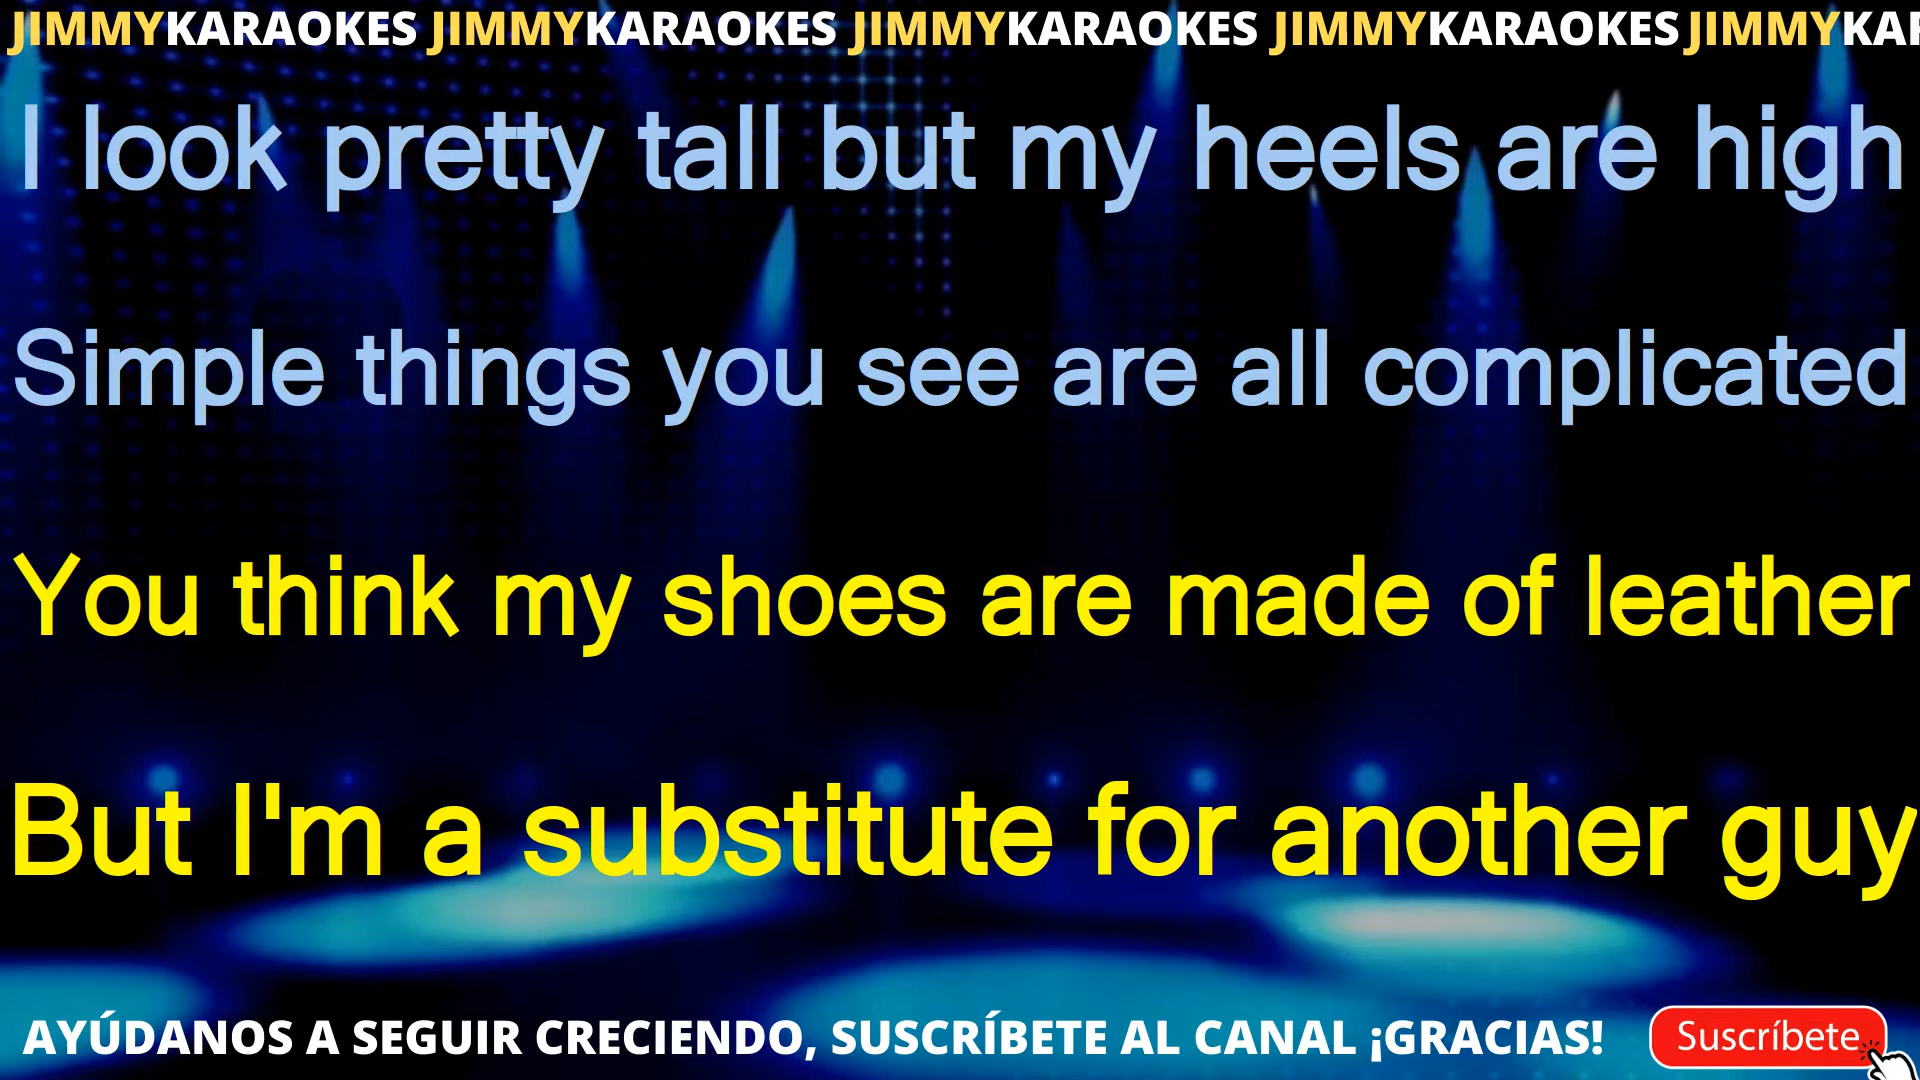 JIMMYKARAOKES JIMMYKARAOKES JIMMYKARAOKES JIMMYKARAOKES JIMMYKAR
I look pretty tall but my heels are high
Simple things you see are all complicated
You think my shoes are made of leather
But I'm a substitute for another guy
AYÚDANOS A SEGUIR CRECIENDO, SUSCRÍBETE AL CANAL ¡GRACIAS! Suscríbete